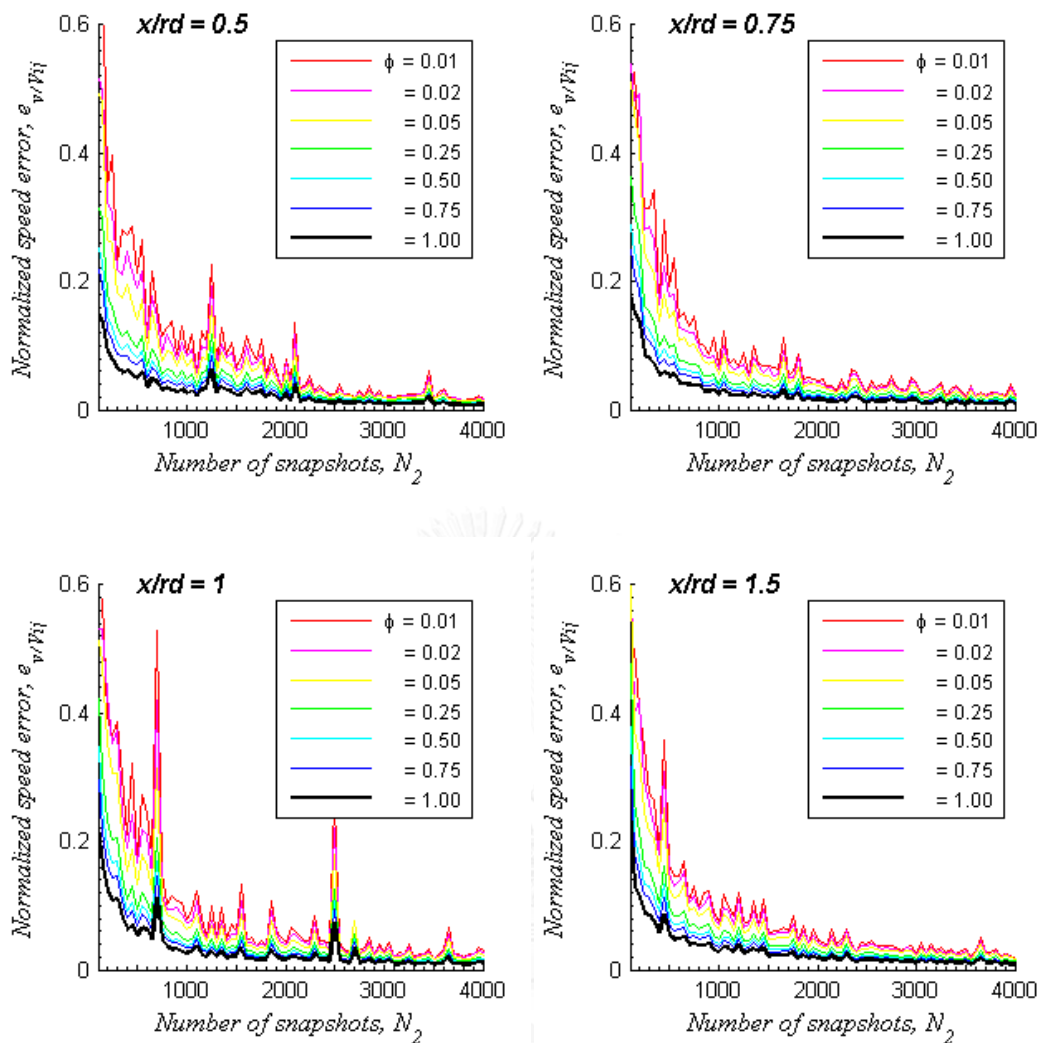 x/rd = 0.5
0.6
0.4
0.2
0
Normalized speed error, e_v/Vij
ϕ = 0.01
= 0.02
= 0.05
= 0.25
= 0.50
= 0.75
= 1.00
1000 2000 3000 4000
Number of snapshots, N_2
x/rd = 0.75
0.6
0.4
0.2
0
Normalized speed error, e_v/Vij
ϕ = 0.01
= 0.02
= 0.05
= 0.25
= 0.50
= 0.75
= 1.00
1000 2000 3000 4000
Number of snapshots, N_2
x/rd = 1
0.6
0.4
0.2
0
Normalized speed error, e_v/Vij
ϕ = 0.01
= 0.02
= 0.05
= 0.25
= 0.50
= 0.75
= 1.00
1000 2000 3000 4000
Number of snapshots, N_2
x/rd = 1.5
0.6
0.4
0.2
0
Normalized speed error, e_v/Vij
ϕ = 0.01
= 0.02
= 0.05
= 0.25
= 0.50
= 0.75
= 1.00
1000 2000 3000 4000
Number of snapshots, N_2